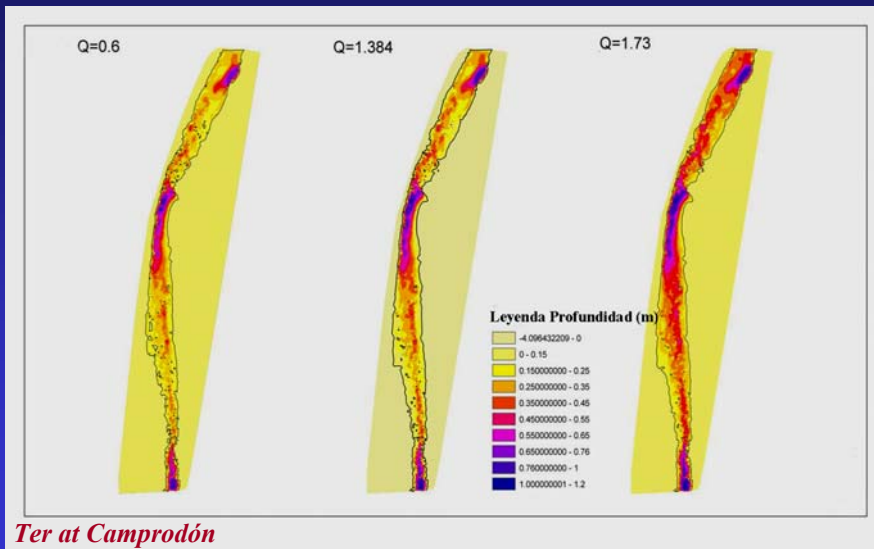 Q=0.6
Q=1.384
Q=1.73
Leyenda Profundidad (m)
-4.096432209 - 0
0 - 0.15
0.150000000 - 0.25
0.250000000 - 0.35
0.350000000 - 0.45
0.450000000 - 0.55
0.550000000 - 0.65
0.650000000 - 0.76
0.760000000 - 1
1.000000001 - 1.2
Ter at Camprodón